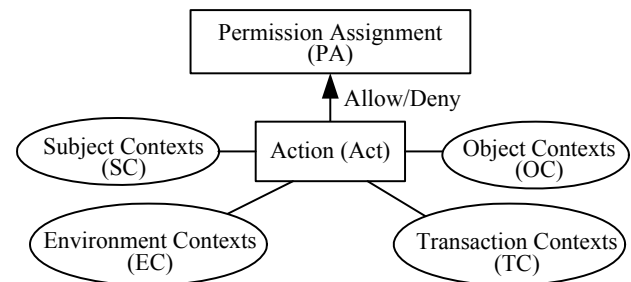 Permission Assignment
(PA)
Allow/Deny
Subject Contexts
(SC)
Action (Act)
Object Contexts
(OC)
Environment Contexts
(EC)
Transaction Contexts
(TC)